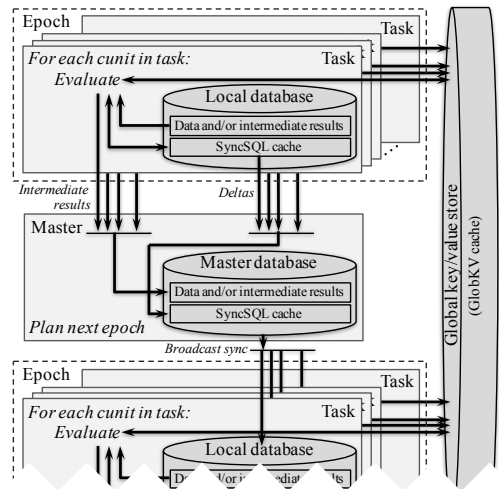 Epoch
Task
For each cunit in task:
Task
Evaluate
Local database
Data and/or intermediate results
SyncSQL cache
Intermediate
results
Deltas
Master
Master database
Data and/or intermediate results
SyncSQL cache
Plan next epoch
Broadcast sync
Epoch
Task
For each cunit in task:
Task
Evaluate
Local database
Global key/value store
(GlobKV cache)